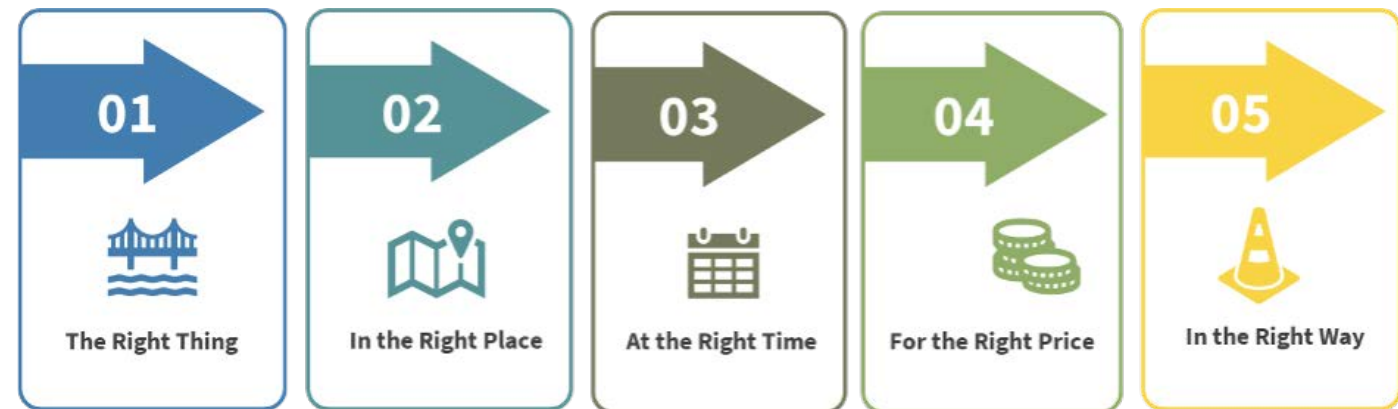 01
The Right Thing
02
In the Right Place
03
At the Right Time
04
For the Right Price
05
In the Right Way